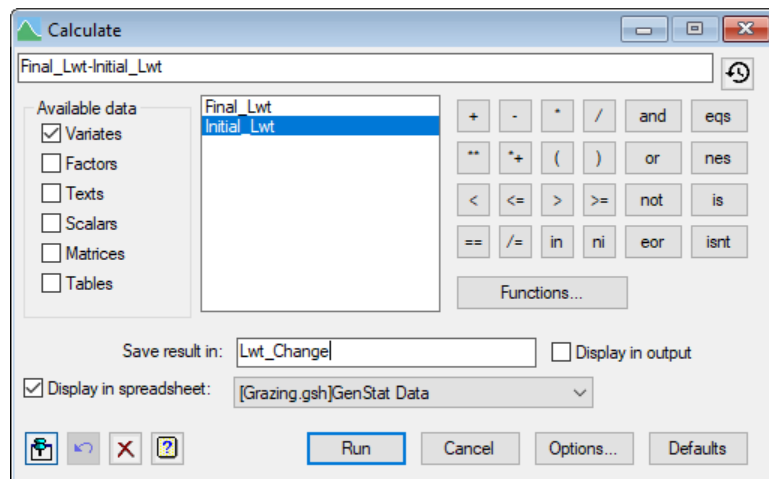 Calculate
Final_Lwt-Initial_Lwt
Available data
Variates
Factors
Texts
Scalars
Matrices
Tables
Final_Lwt
Initial_Lwt
+ - * / and eqs
** *+ ( ) or nes
< <= > >= not is
== /= in ni eor isnt
Functions...
Save result in: Lwt_Change Display in output
Display in spreadsheet: [Grazing.gsh]GenStat Data
? Run Cancel Options... Defaults